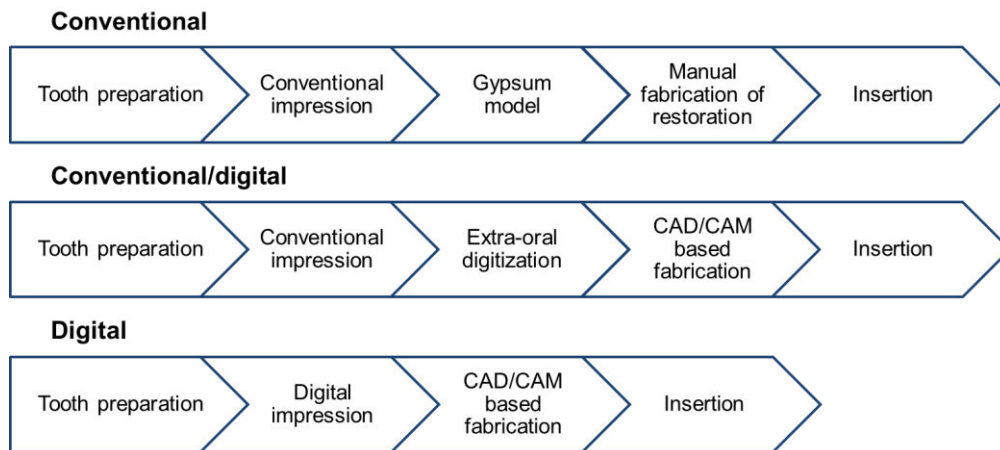 Conventional
Tooth preparation
Conventional
impression
Gypsum
model
Manual
fabrication of
restoration
Insertion
Conventional/digital
Tooth preparation
Conventional
impression
Extra-oral
digitization
CAD/CAM
based
fabrication
Insertion
Digital
Tooth preparation
Digital
impression
CAD/CAM
based
fabrication
Insertion